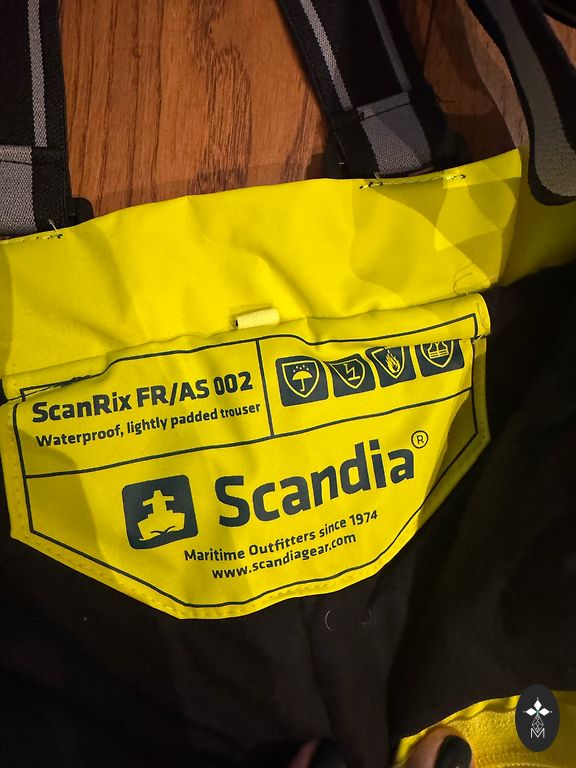 ScanRix FR/AS 002
Waterproof, lightly padded trouser
Scandia®
Maritime Outfitters since 1974
www.scandiagear.com
M